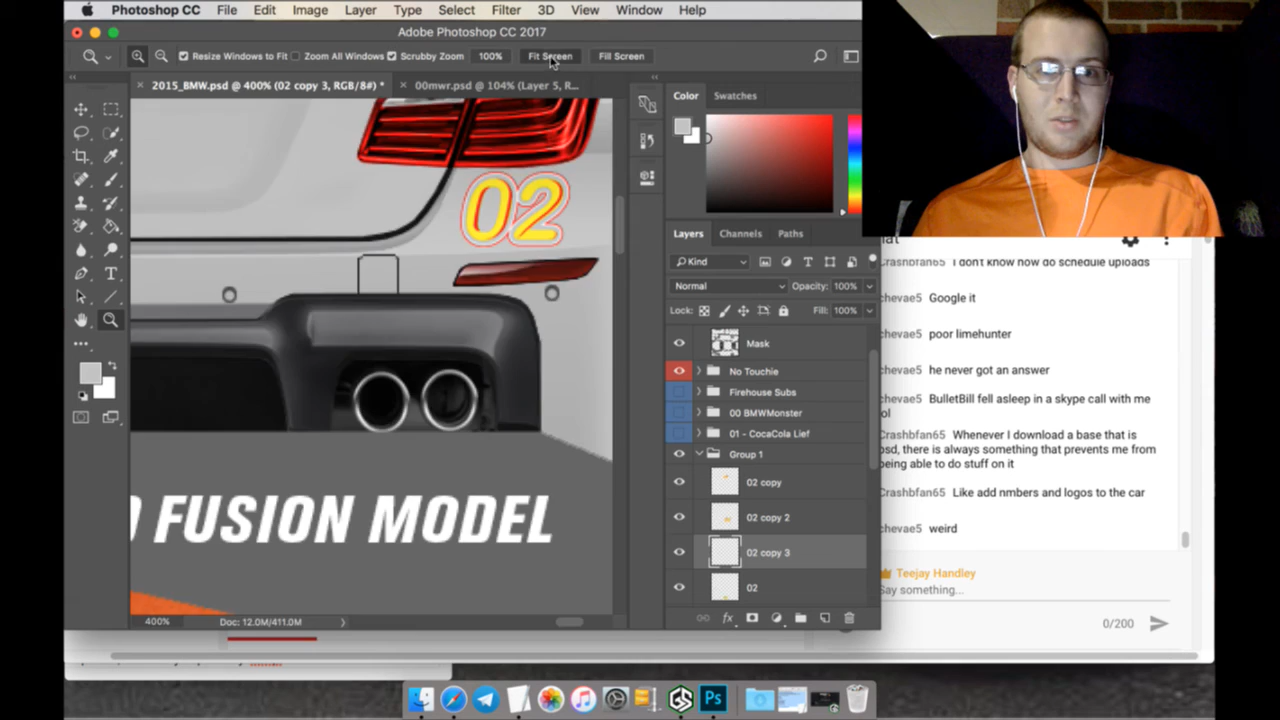 Photoshop CC File Edit Image Layer Type Select Filter 3D View Window Help
Adobe Photoshop CC 2017
Resize Windows to Fit Zoom All Windows Scrubby Zoom 100% Fit Screen Fill Screen
2015_BMW.psd @ 400% (02 copy 3, RGB/8#) * 00mwr.psd @ 104% (Layer 5, R...
Color Swatches
02
FUSION MODEL
400% Doc: 12.0M/411.0M
Layers Channels Paths
Kind
Normal Opacity: 100%
Lock: Fill: 100%
Mask
No Touchie
Firehouse Subs
00 BMWMonster
01 - CocaCola Lief
Group 1
02 copy
02 copy 2
02 copy 3
02
Crashbfan65 I don't know how do schedule uploads
chevae5 Google it
chevae5 poor limehunter
chevae5 he never got an answer
chevae5 BulletBill fell asleep in a skype call with me
Crashbfan65 Whenever I download a base that is
psd, there is always something that prevents me from
being able to do stuff on it
Crashbfan65 Like add nmbers and logos to the car
chevae5 weird
Teejay Handley
Say something...
0/200
Ps